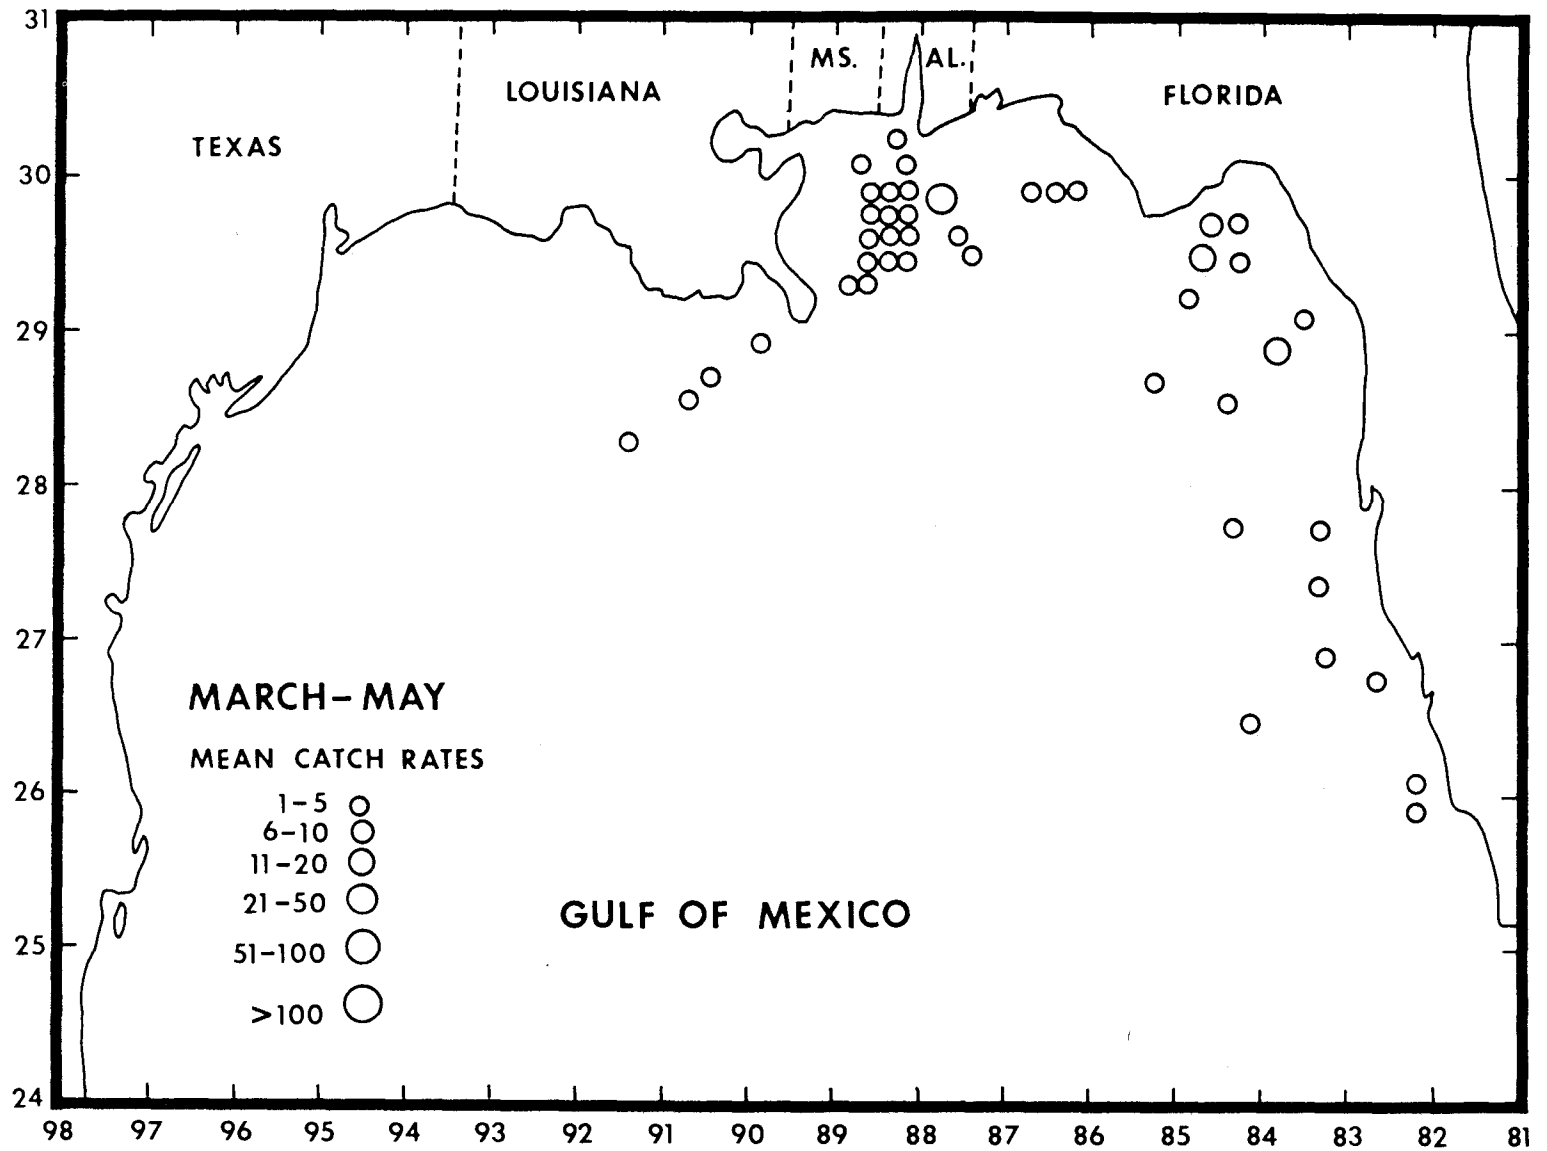 31
MS.
AL.
LOUISIANA
FLORIDA
TEXAS
30
29
28
27
MARCH–MAY
MEAN CATCH RATES
26
1–5
6–10
11–20
21–50
GULF OF MEXICO
25
51–100
>100
24
98 97 96 95 94 93 92 91 90 89 88 87 86 85 84 83 82 81